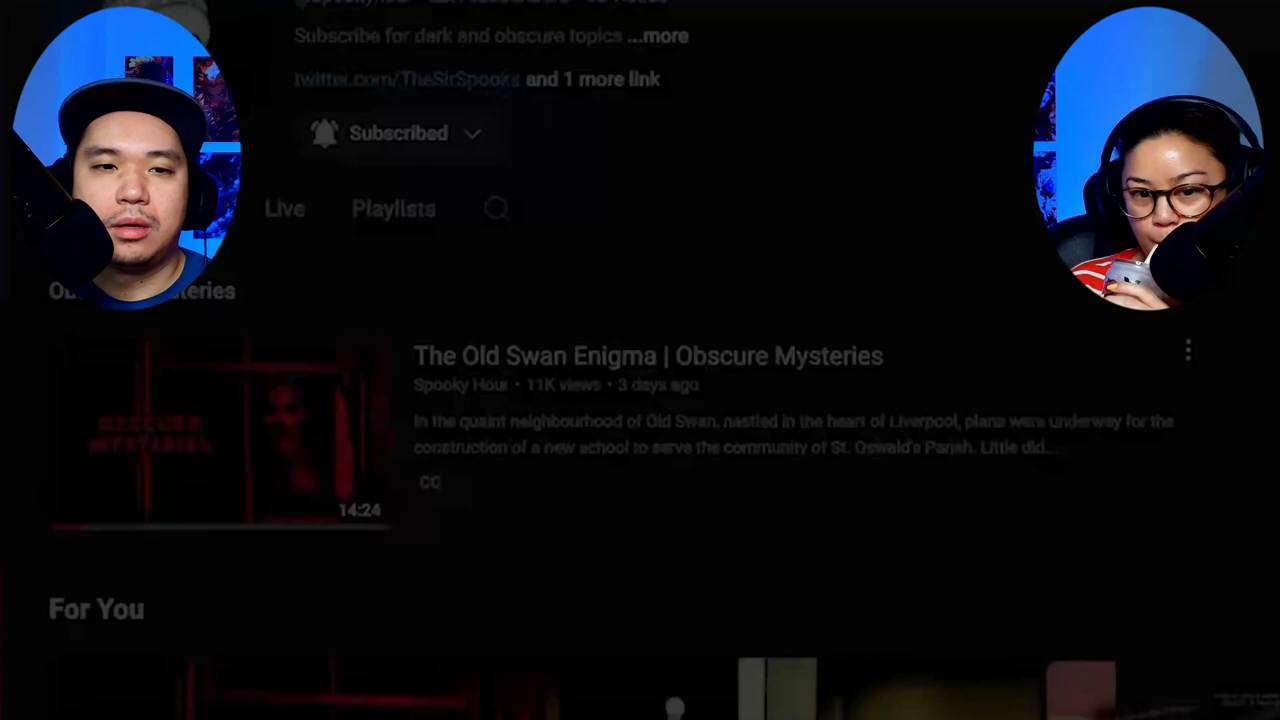 Subscribe for dark and obscure topics ...more
twitter.com/TheSirSpooks and 1 more link
Subscribed
Live Playlists
The Old Swan Enigma | Obscure Mysteries
Spooky Hour • 11K views • 3 days ago
In the quaint neighbourhood of Old Swan, nestled in the heart of Liverpool, plans were underway for the
construction of a new school to serve the community of St. Oswald's Parish. Little did...
CC
OBSCURE
MYSTERIES
14:24
For You